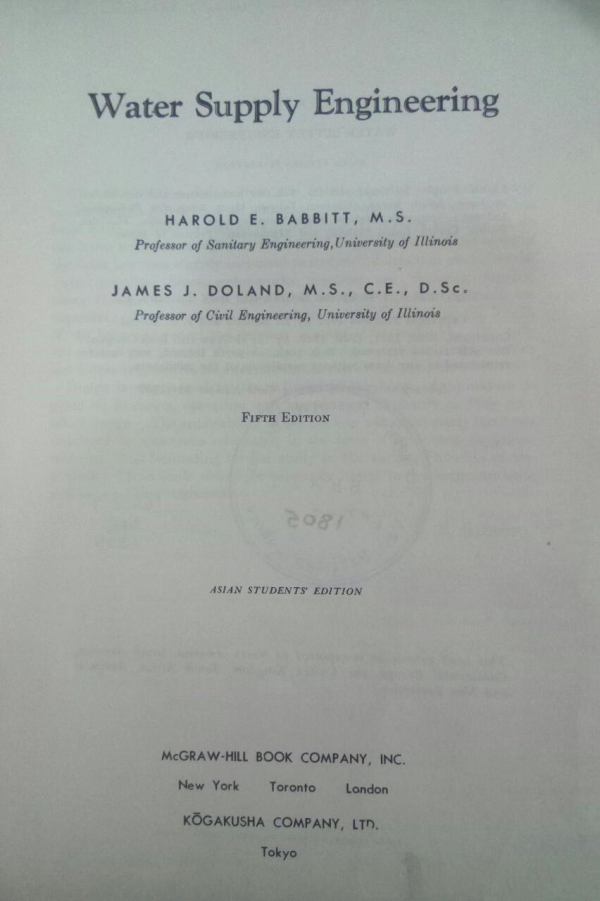 Water Supply Engineering
HAROLD E. BABBITT, M.S.
Professor of Sanitary Engineering, University of Illinois
JAMES J. DOLAND, M.S., C.E., D.Sc.
Professor of Civil Engineering, University of Illinois
FIFTH EDITION
1805
ASIAN STUDENTS' EDITION
McGRAW-HILL BOOK COMPANY, INC.
New York Toronto London
KŌGAKUSHA COMPANY, LTD.
Tokyo